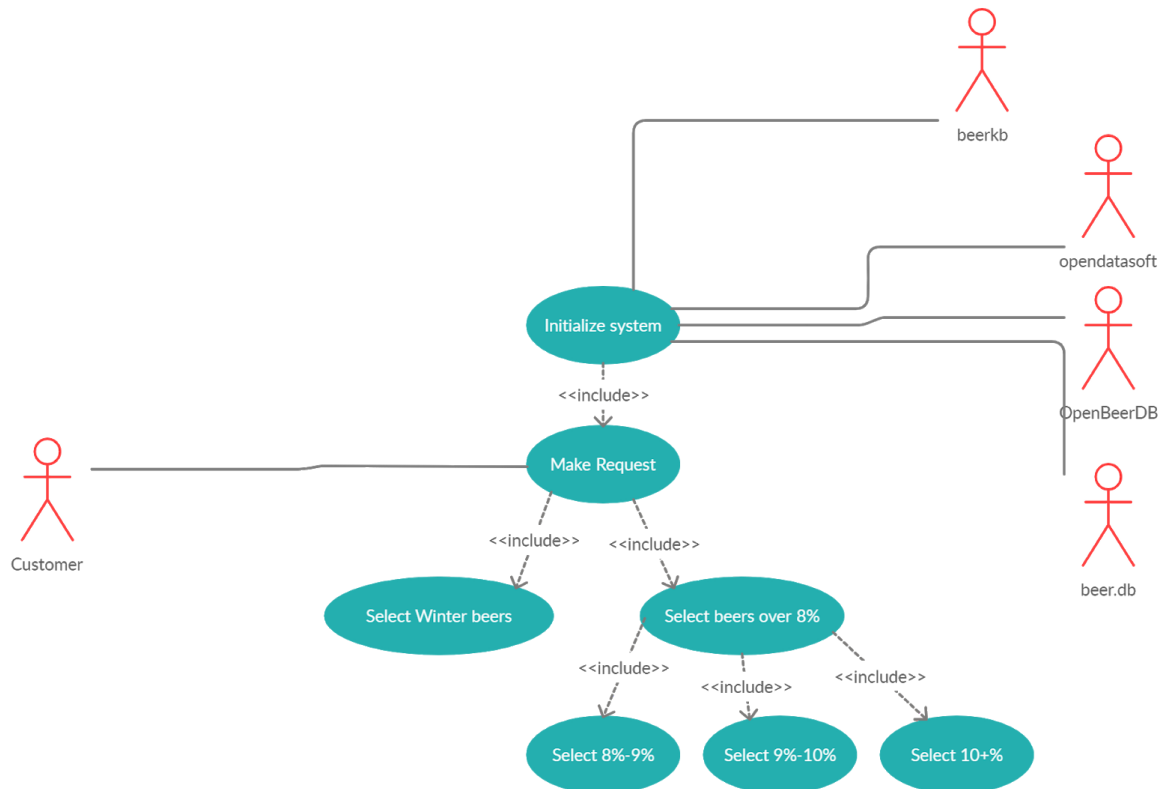 beerkb
opendatasoft
Initialize system
OpenBeerDB
<<include>>
Make Request
Customer
beer.db
<<include>>
<<include>>
Select Winter beers
Select beers over 8%
<<include>>
<<include>>
<<include>>
Select 8%-9%
Select 9%-10%
Select 10+%